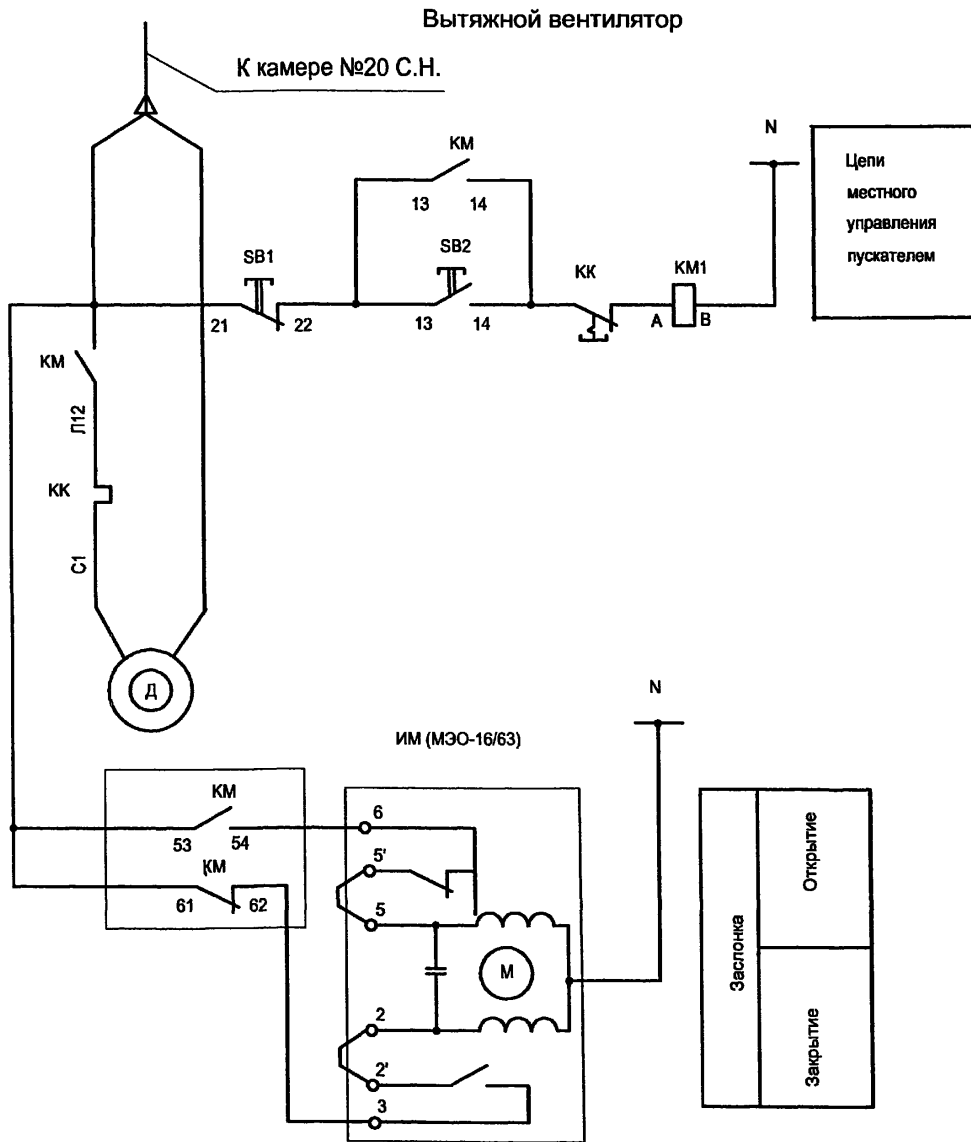 Вытяжной вентилятор
К камере №20 С.Н.
КМ
13 14
N
Цепи
местного
управления
пускателем
SB1
21 22
SB2
13 14
КК
КМ1
А В
КМ
Л12
КК
С1
Д
N
ИМ (МЭО-16/63)
КМ
53 54
КМ
61 62
6
5'
5
М
2
2'
3
Заслонка
Открытие
Закрытие